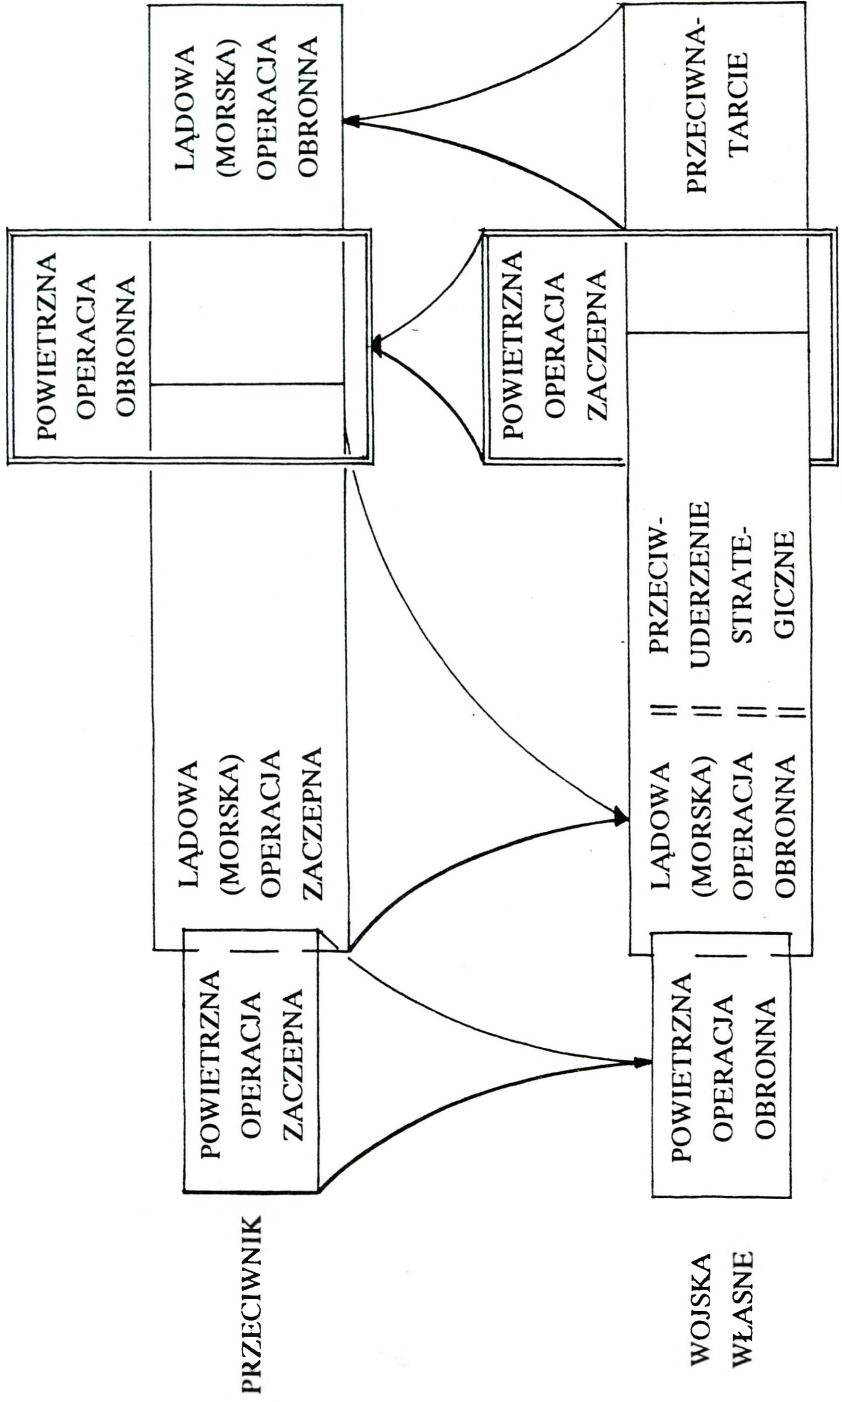 PRZECIWNIK
POWIETRZNA
OPERACJA
ZACZEPNA
LĄDOWA
(MORSKA)
OPERACJA
ZACZEPNA
POWIETRZNA
OPERACJA
OBRONNA
LĄDOWA
(MORSKA)
OPERACJA
OBRONNA
WOJSKA
WŁASNE
POWIETRZNA
OPERACJA
OBRONNA
LĄDOWA
(MORSKA)
OPERACJA
OBRONNA
PRZECIW-
UDERZENIE
STRATE-
GICZNE
POWIETRZNA
OPERACJA
ZACZEPNA
PRZECIWNA-
TARCIE